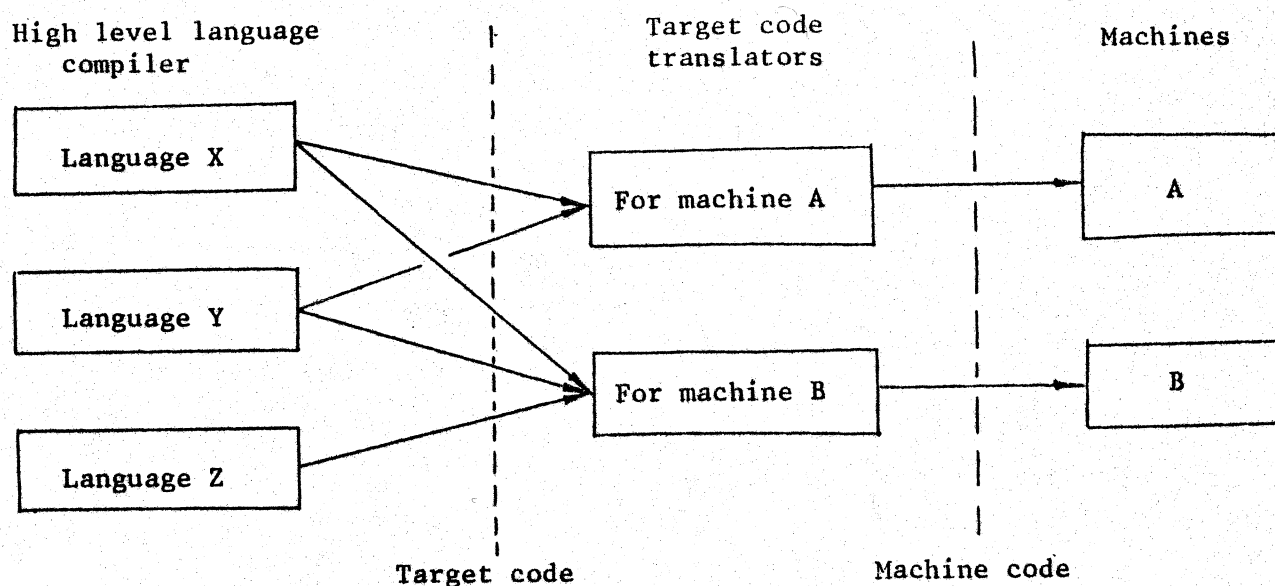 High level language
compiler
Target code
translators
Machines
Language X
For machine A
A
Language Y
For machine B
B
Language Z
Target code
Machine code